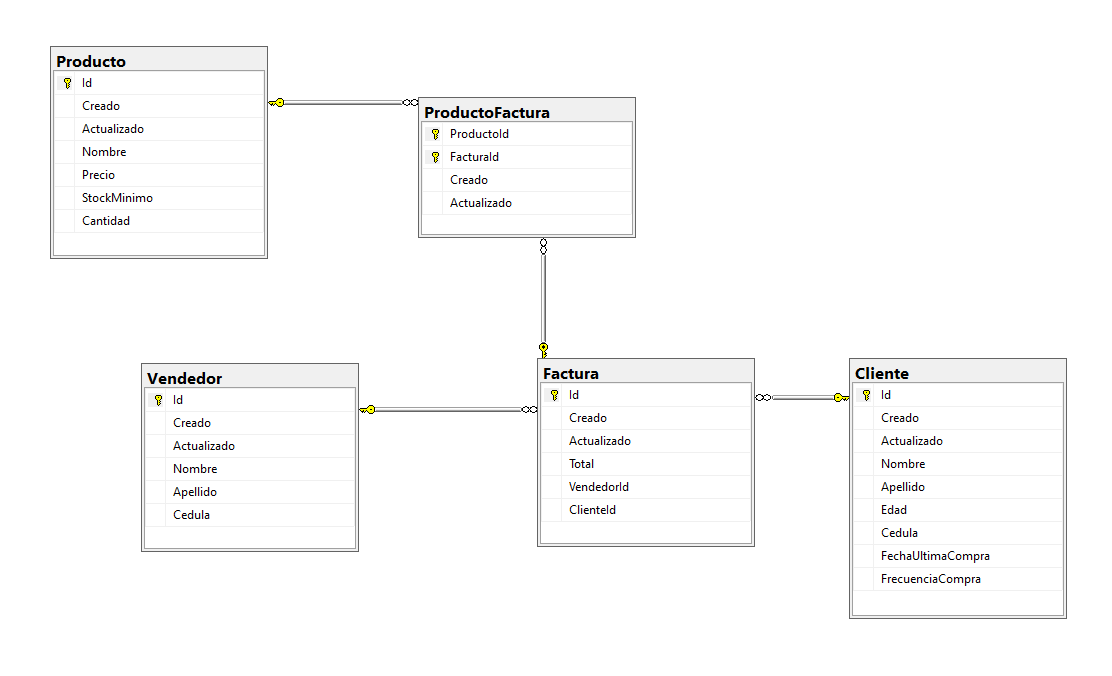 Producto
Id
Creado
Actualizado
Nombre
Precio
StockMinimo
Cantidad
ProductoFactura
ProductoId
FacturaId
Creado
Actualizado
Vendedor
Id
Creado
Actualizado
Nombre
Apellido
Cedula
Factura
Id
Creado
Actualizado
Total
VendedorId
ClienteId
Cliente
Id
Creado
Actualizado
Nombre
Apellido
Edad
Cedula
FechaUltimaCompra
FrecuenciaCompra